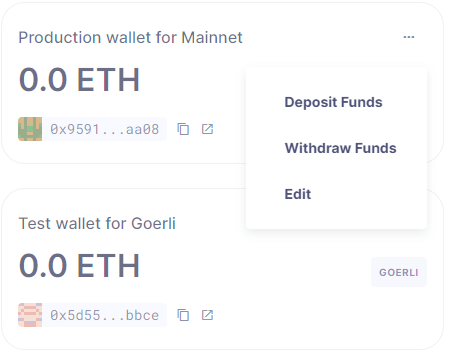 Production wallet for Mainnet
...
0.0 ETH
Deposit Funds
0x9591...aa08
Withdraw Funds
Edit
Test wallet for Goerli
0.0 ETH
GOERLI
0x5d55...bbce